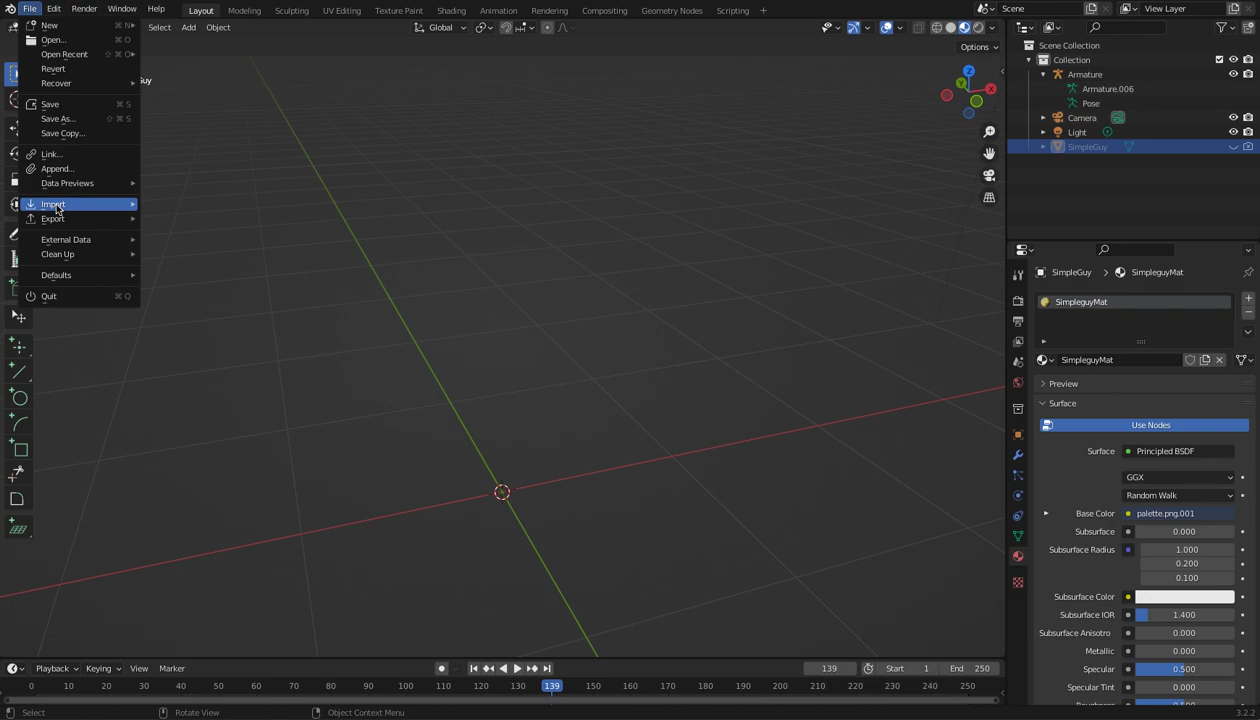 File Edit Render Window Help Layout Modeling Sculpting UV Editing Texture Paint Shading Animation Rendering Compositing Geometry Nodes Scripting Scene View Layer
New ⌘ N
Open... ⌘ O
Open Recent ⇧ ⌘ O
Revert
Recover
Save ⌘ S
Save As... ⇧ ⌘ S
Save Copy...
Link...
Append...
Data Previews
Import
Export
External Data
Clean Up
Defaults
Quit ⌘ Q
Select Add Object Global
Options
Guy
Z
Y
X
Scene Collection
Collection
Armature
Armature.006
Pose
Camera
Light
SimpleGuy
SimpleGuy > SimpleguyMat
SimpleguyMat
SimpleguyMat
Preview
Surface
Use Nodes
Surface Principled BSDF
GGX
Random Walk
Base Color palette.png.001
Subsurface 0.000
Subsurface Radius 1.000
0.200
0.100
Subsurface Color
Subsurface IOR 1.400
Subsurface Anisotro 0.000
Metallic 0.000
Specular 0.500
Specular Tint 0.000
Playback Keying View Marker 139 Start 1 End 250
0 10 20 30 40 50 60 70 80 90 100 110 120 130 139 150 160 170 180 190 200 210 220 230 240 250
Select Rotate View Object Context Menu 3.2.2